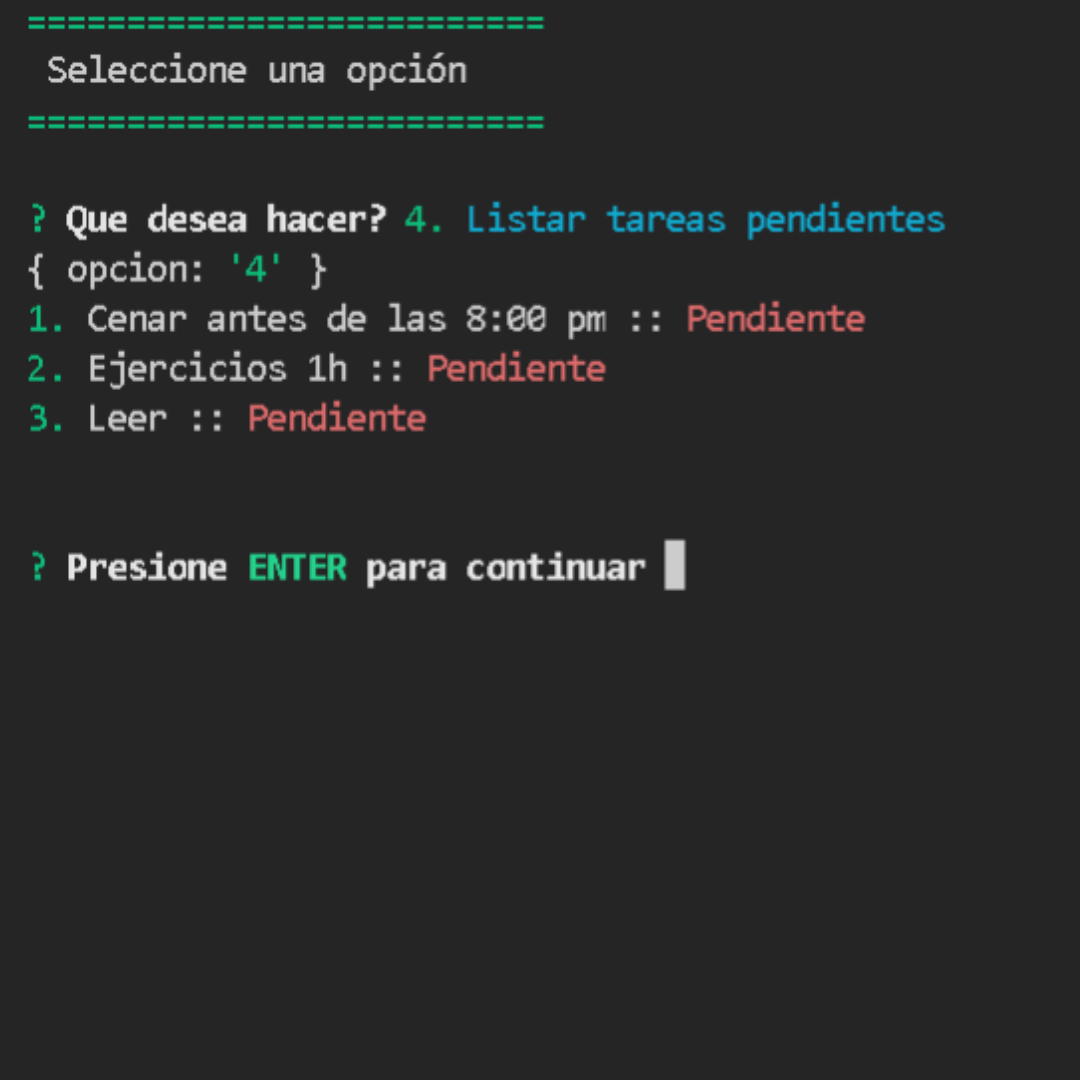 ==========================
Seleccione una opción
==========================
? Que desea hacer? 4. Listar tareas pendientes
{ opcion: '4' }
1. Cenar antes de las 8:00 pm :: Pendiente
2. Ejercicios 1h :: Pendiente
3. Leer :: Pendiente
? Presione ENTER para continuar